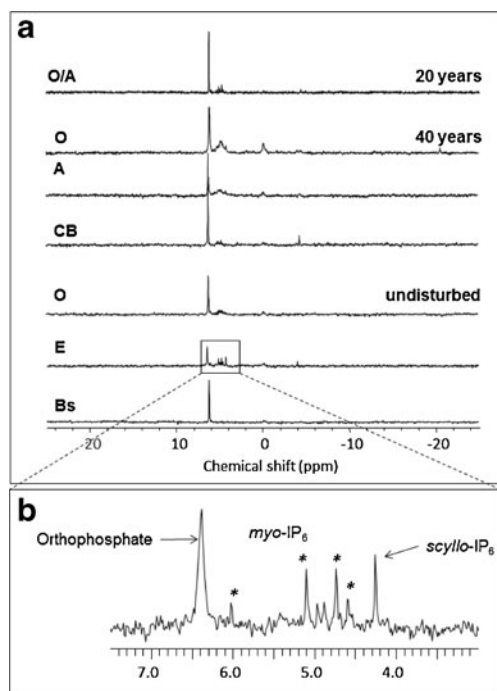 a
O/A 20 years
O 40 years
A
CB
O undisturbed
E
Bs
20 10 0 -10 -20
Chemical shift (ppm)
b
Orthophosphate myo-IP₆ scyllo-IP₆
* * * *
7.0 6.0 5.0 4.0